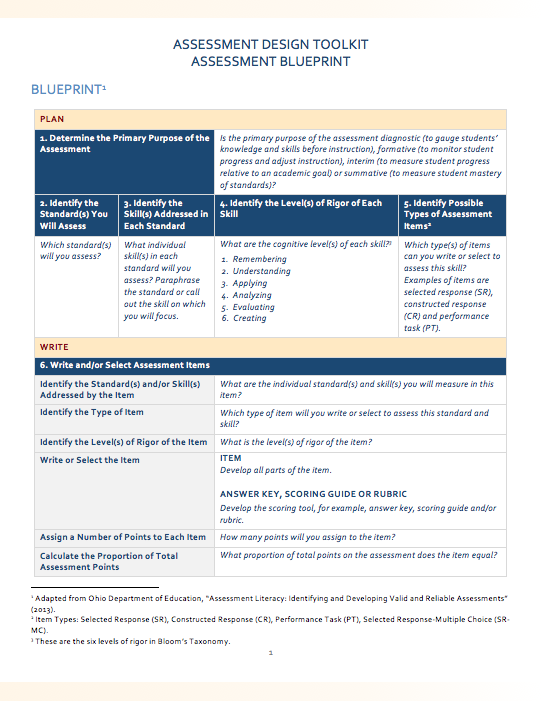 ASSESSMENT DESIGN TOOLKIT
ASSESSMENT BLUEPRINT
BLUEPRINT¹
PLAN
1. Determine the Primary Purpose of the
Assessment
Is the primary purpose of the assessment diagnostic (to gauge students'
knowledge and skills before instruction), formative (to monitor student
progress and adjust instruction), interim (to measure student progress
relative to an academic goal) or summative (to measure student mastery
of standards)?
2. Identify the
Standard(s) You
Will Assess
3. Identify the
Skill(s) Addressed in
Each Standard
4. Identify the Level(s) of Rigor of Each
Skill
5. Identify Possible
Types of Assessment
Items²
Which standard(s)
will you assess?
What individual
skill(s) in each
standard will you
assess? Paraphrase
the standard or call
out the skill on which
you will focus.
What are the cognitive level(s) of each skill?³
1. Remembering
2. Understanding
3. Applying
4. Analyzing
5. Evaluating
6. Creating
Which type(s) of items
can you write or select to
assess this skill?
Examples of items are
selected response (SR),
constructed response
(CR) and performance
task (PT).
WRITE
6. Write and/or Select Assessment Items
Identify the Standard(s) and/or Skill(s)
Addressed by the Item
What are the individual standard(s) and skill(s) you will measure in this
item?
Identify the Type of Item
Which type of item will you write or select to assess this standard and
skill?
Identify the Level(s) of Rigor of the Item
What is the level(s) of rigor of the item?
Write or Select the Item
ITEM
Develop all parts of the item.
ANSWER KEY, SCORING GUIDE OR RUBRIC
Develop the scoring tool, for example, answer key, scoring guide and/or
rubric.
Assign a Number of Points to Each Item
How many points will you assign to the item?
Calculate the Proportion of Total
Assessment Points
What proportion of total points on the assessment does the item equal?
¹ Adapted from Ohio Department of Education, "Assessment Literacy: Identifying and Developing Valid and Reliable Assessments"
(2013).
² Item Types: Selected Response (SR), Constructed Response (CR), Performance Task (PT), Selected Response-Multiple Choice (SR-
MC).
³ These are the six levels of rigor in Bloom's Taxonomy.
1